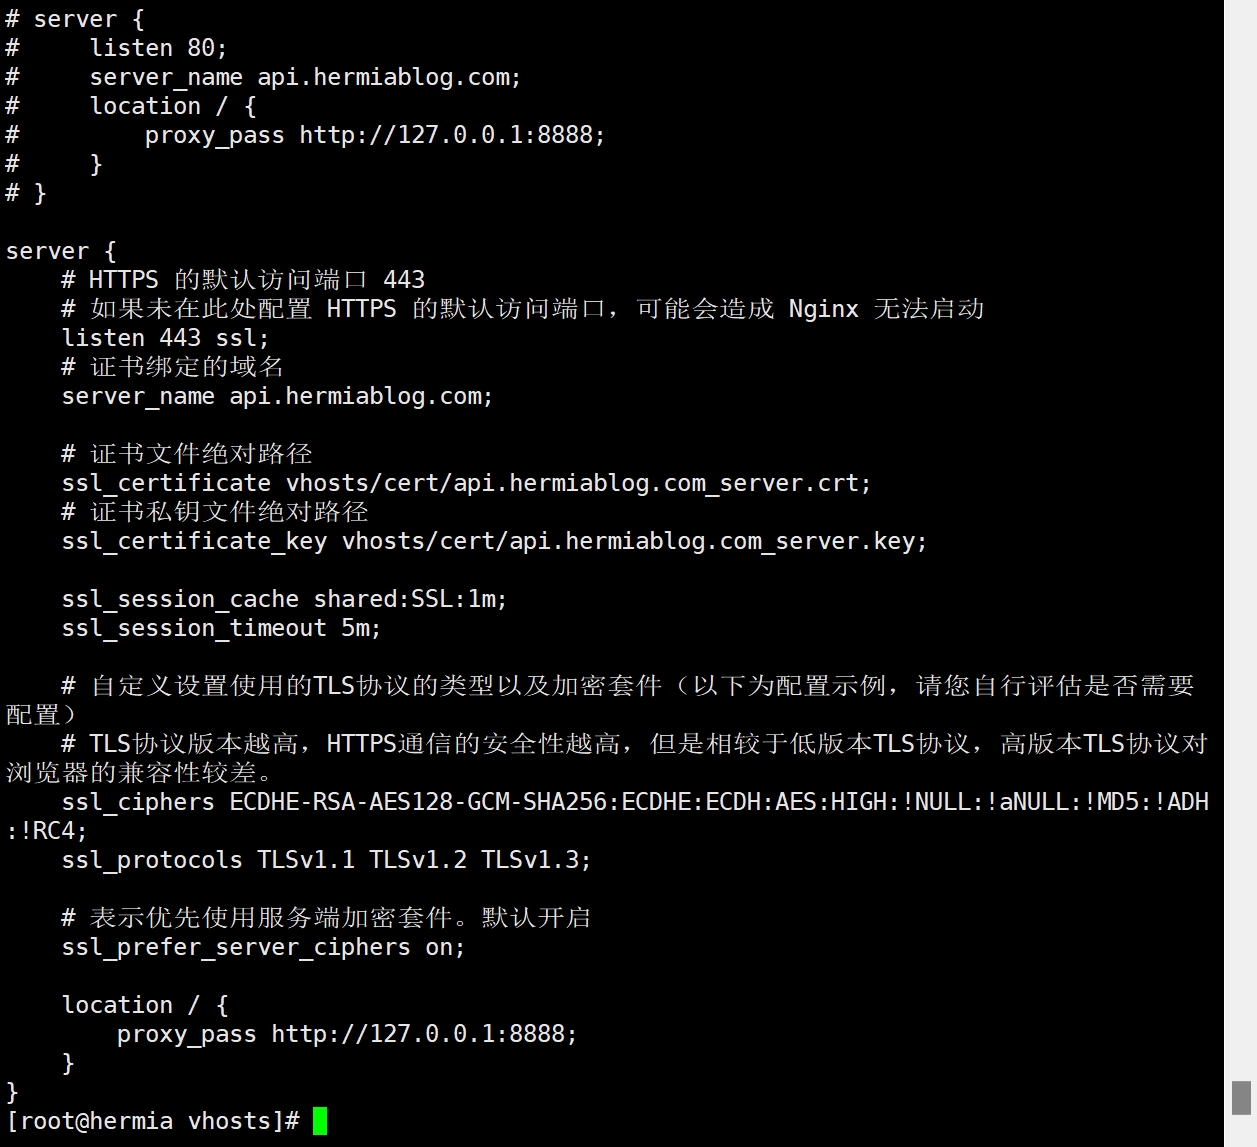 # server {
#     listen 80;
#     server_name api.hermiablog.com;
#     location / {
#         proxy_pass http://127.0.0.1:8888;
#     }
# }
server {
    # HTTPS 的默认访问端口 443
    # 如果未在此处配置 HTTPS 的默认访问端口，可能会造成 Nginx 无法启动
    listen 443 ssl;
    # 证书绑定的域名
    server_name api.hermiablog.com;
    # 证书文件绝对路径
    ssl_certificate vhosts/cert/api.hermiablog.com_server.crt;
    # 证书私钥文件绝对路径
    ssl_certificate_key vhosts/cert/api.hermiablog.com_server.key;
    ssl_session_cache shared:SSL:1m;
    ssl_session_timeout 5m;
    # 自定义设置使用的TLS协议的类型以及加密套件（以下为配置示例，请您自行评估是否需要
配置）
    # TLS协议版本越高，HTTPS通信的安全性越高，但是相较于低版本TLS协议，高版本TLS协议对
浏览器的兼容性较差。
    ssl_ciphers ECDHE-RSA-AES128-GCM-SHA256:ECDHE:ECDH:AES:HIGH:!NULL:!aNULL:!MD5:!ADH
:!RC4;
    ssl_protocols TLSv1.1 TLSv1.2 TLSv1.3;
    # 表示优先使用服务端加密套件。默认开启
    ssl_prefer_server_ciphers on;
    location / {
        proxy_pass http://127.0.0.1:8888;
    }
}
[root@hermia vhosts]#